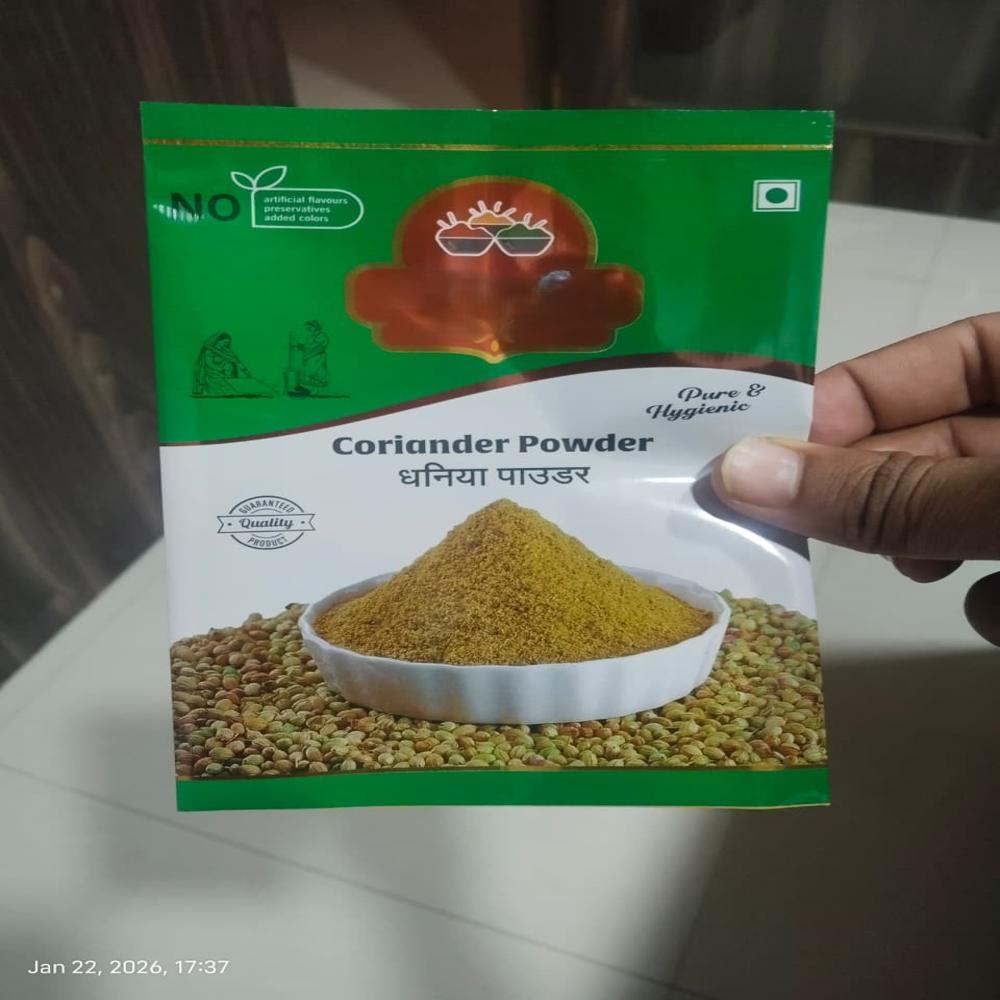 NO
artificial flavours
preservatives
added colors
Pure &
Hygienic
Coriander Powder
धनिया पाउडर
GUARANTEED
Quality
PRODUCT
Jan 22, 2026, 17:37